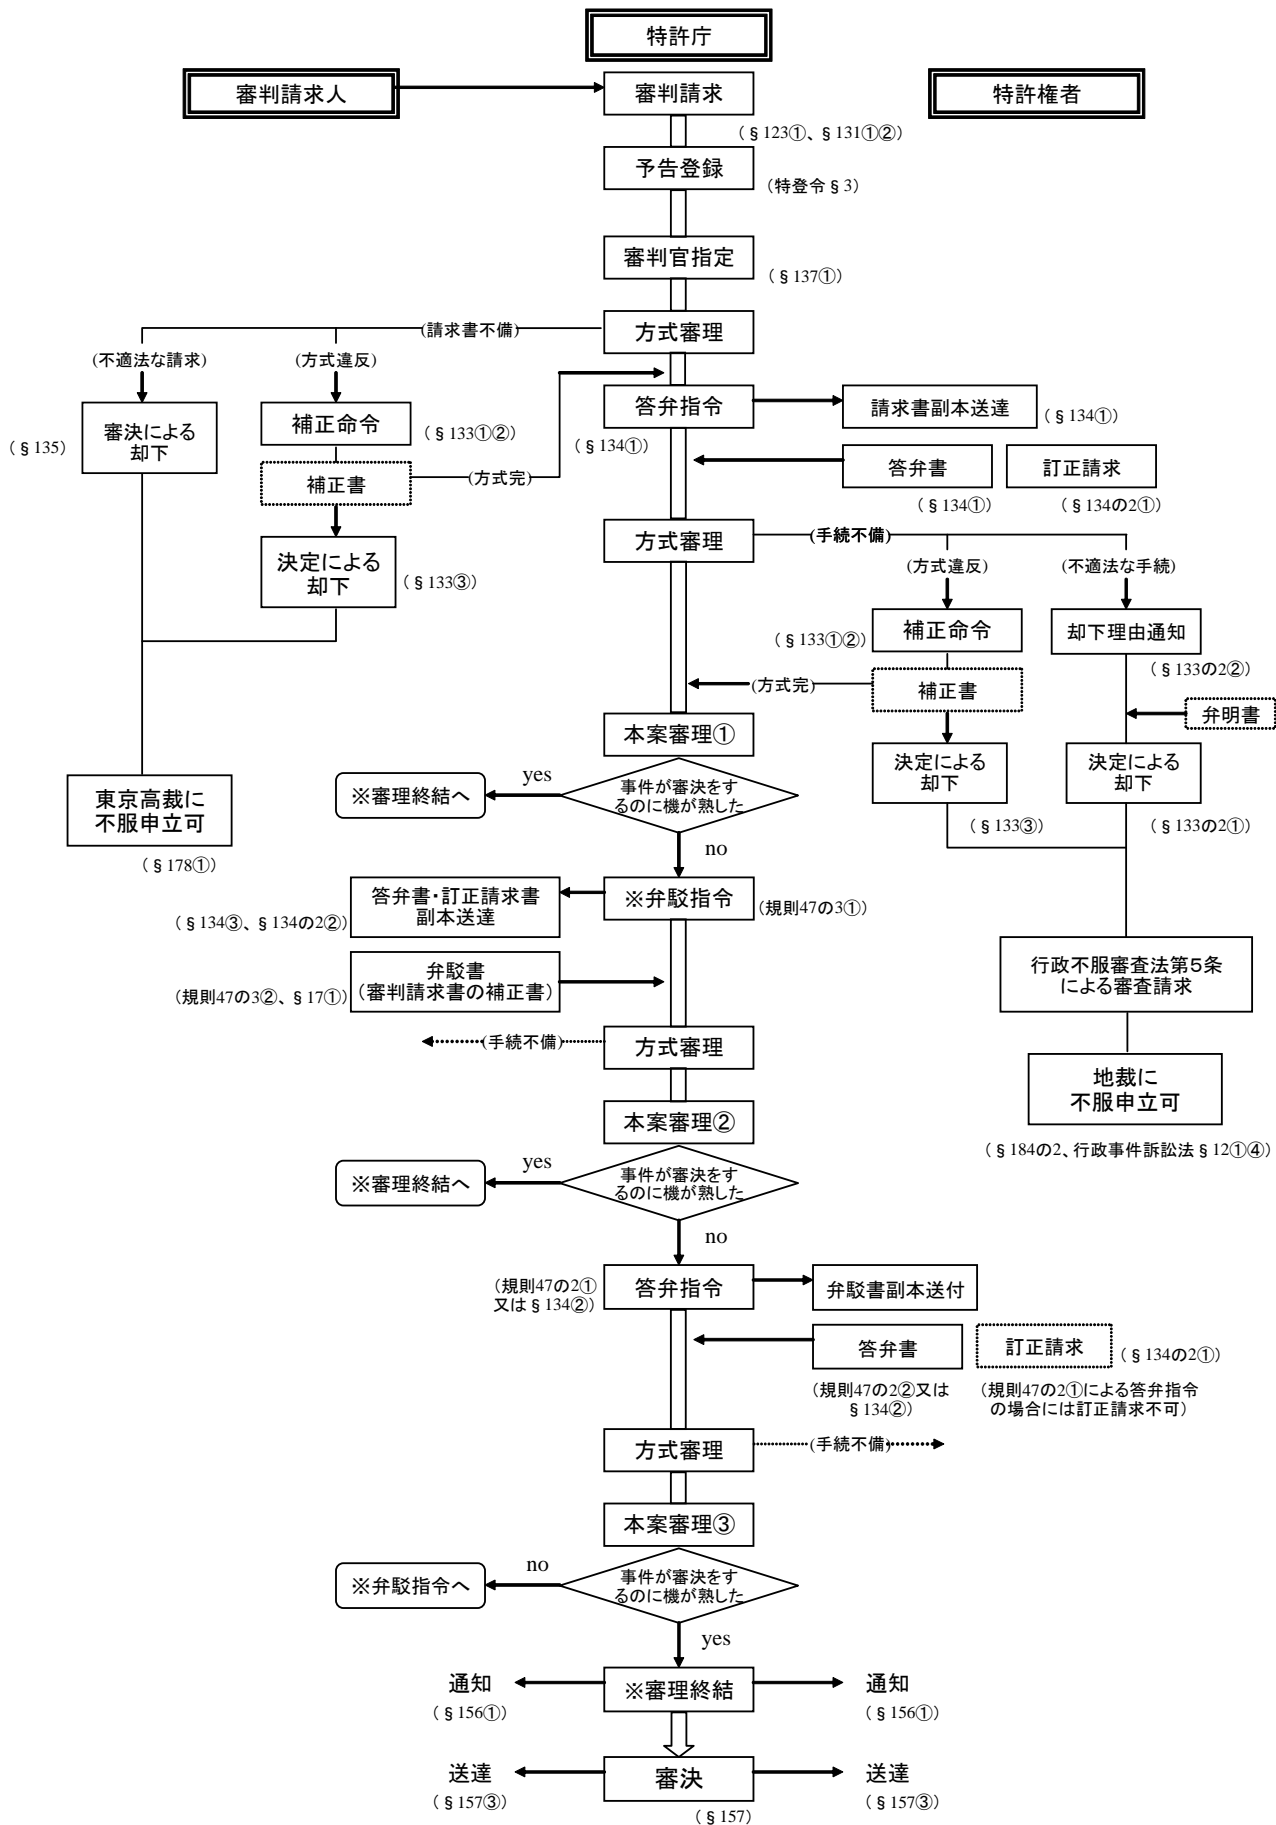 特許庁
審判請求人
審判請求
特許権者
（§123①、§131①②）
予告登録
（特登令§3）
審判官指定
（§137①）
(請求書不備)
方式審理
(不適法な請求)
(方式違反)
答弁指令
請求書副本送達
（§134①）
審決による
却下
（§135）
補正命令
（§133①②）
（§134①）
補正書
(方式完)
答弁書
訂正請求
（§134①）
（§134の2①）
方式審理
(手続不備)
決定による
却下
（§133③）
(方式違反)
(不適法な手続)
補正命令
（§133①②）
却下理由通知
（§133の2②）
(方式完)
補正書
弁明書
本案審理①
決定による
却下
決定による
却下
（§133③）
（§133の2①）
事件が審決をす
るのに機が熟した
yes
※審理終結へ
no
東京高裁に
不服申立可
（§178①）
※弁駁指令
（規則47の3①）
答弁書・訂正請求書
副本送達
（§134③、§134の2②）
弁駁書
（審判請求書の補正書）
（規則47の3②、§17①）
行政不服審査法第5条
による審査請求
(手続不備)
方式審理
地裁に
不服申立可
（§184の2、行政事件訴訟法§12①④）
本案審理②
事件が審決をす
るのに機が熟した
yes
※審理終結へ
no
（規則47の2①
又は§134②）
答弁指令
弁駁書副本送付
答弁書
訂正請求
（§134の2①）
（規則47の2②又は
§134②）
（規則47の2①による答弁指令
の場合には訂正請求不可）
方式審理
(手続不備)
本案審理③
事件が審決をす
るのに機が熟した
no
※弁駁指令へ
yes
通知
（§156①）
※審理終結
通知
（§156①）
送達
（§157③）
審決
（§157）
送達
（§157③）